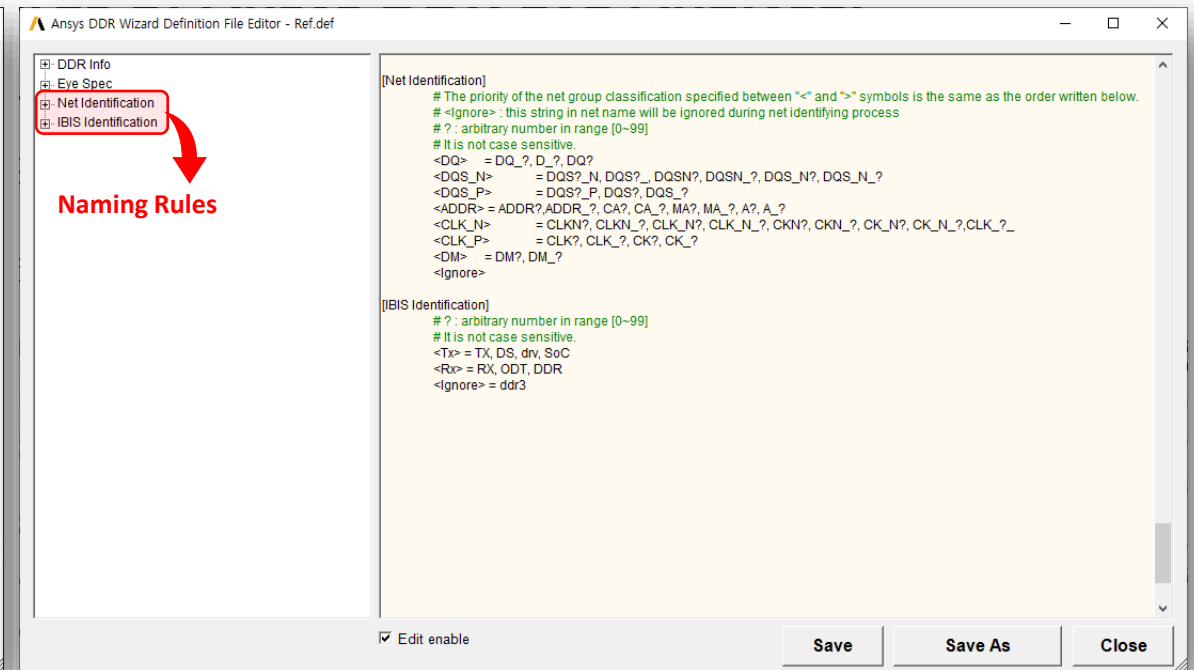 Ansys DDR Wizard Definition File Editor - Ref.def
DDR Info
Eye Spec
Net Identification
IBIS Identification
Naming Rules
[Net Identification]
# The priority of the net group classification specified between "<" and ">" symbols is the same as the order written below.
# <Ignore> : this string in net name will be ignored during net identifying process
# ? : arbitrary number in range [0~99]
# It is not case sensitive.
<DQ> = DQ_?, D_?, DQ?
<DQS_N> = DQS?_N, DQS?_, DQSN?, DQSN_?, DQS_N?, DQS_N_?
<DQS_P> = DQS?_P, DQS?, DQS_?
<ADDR> = ADDR?,ADDR_?, CA?, CA_?, MA?, MA_?, A?, A_?
<CLK_N> = CLKN?, CLKN_?, CLK_N?, CLK_N_?, CKN?, CKN_?, CK_N?, CK_N_?,CLK_?_
<CLK_P> = CLK?, CLK_?, CK?, CK_?
<DM> = DM?, DM_?
<Ignore>
[IBIS Identification]
# ? : arbitrary number in range [0~99]
# It is not case sensitive.
<Tx> = TX, DS, drv, SoC
<Rx> = RX, ODT, DDR
<Ignore> = ddr3
Edit enable
Save
Save As
Close